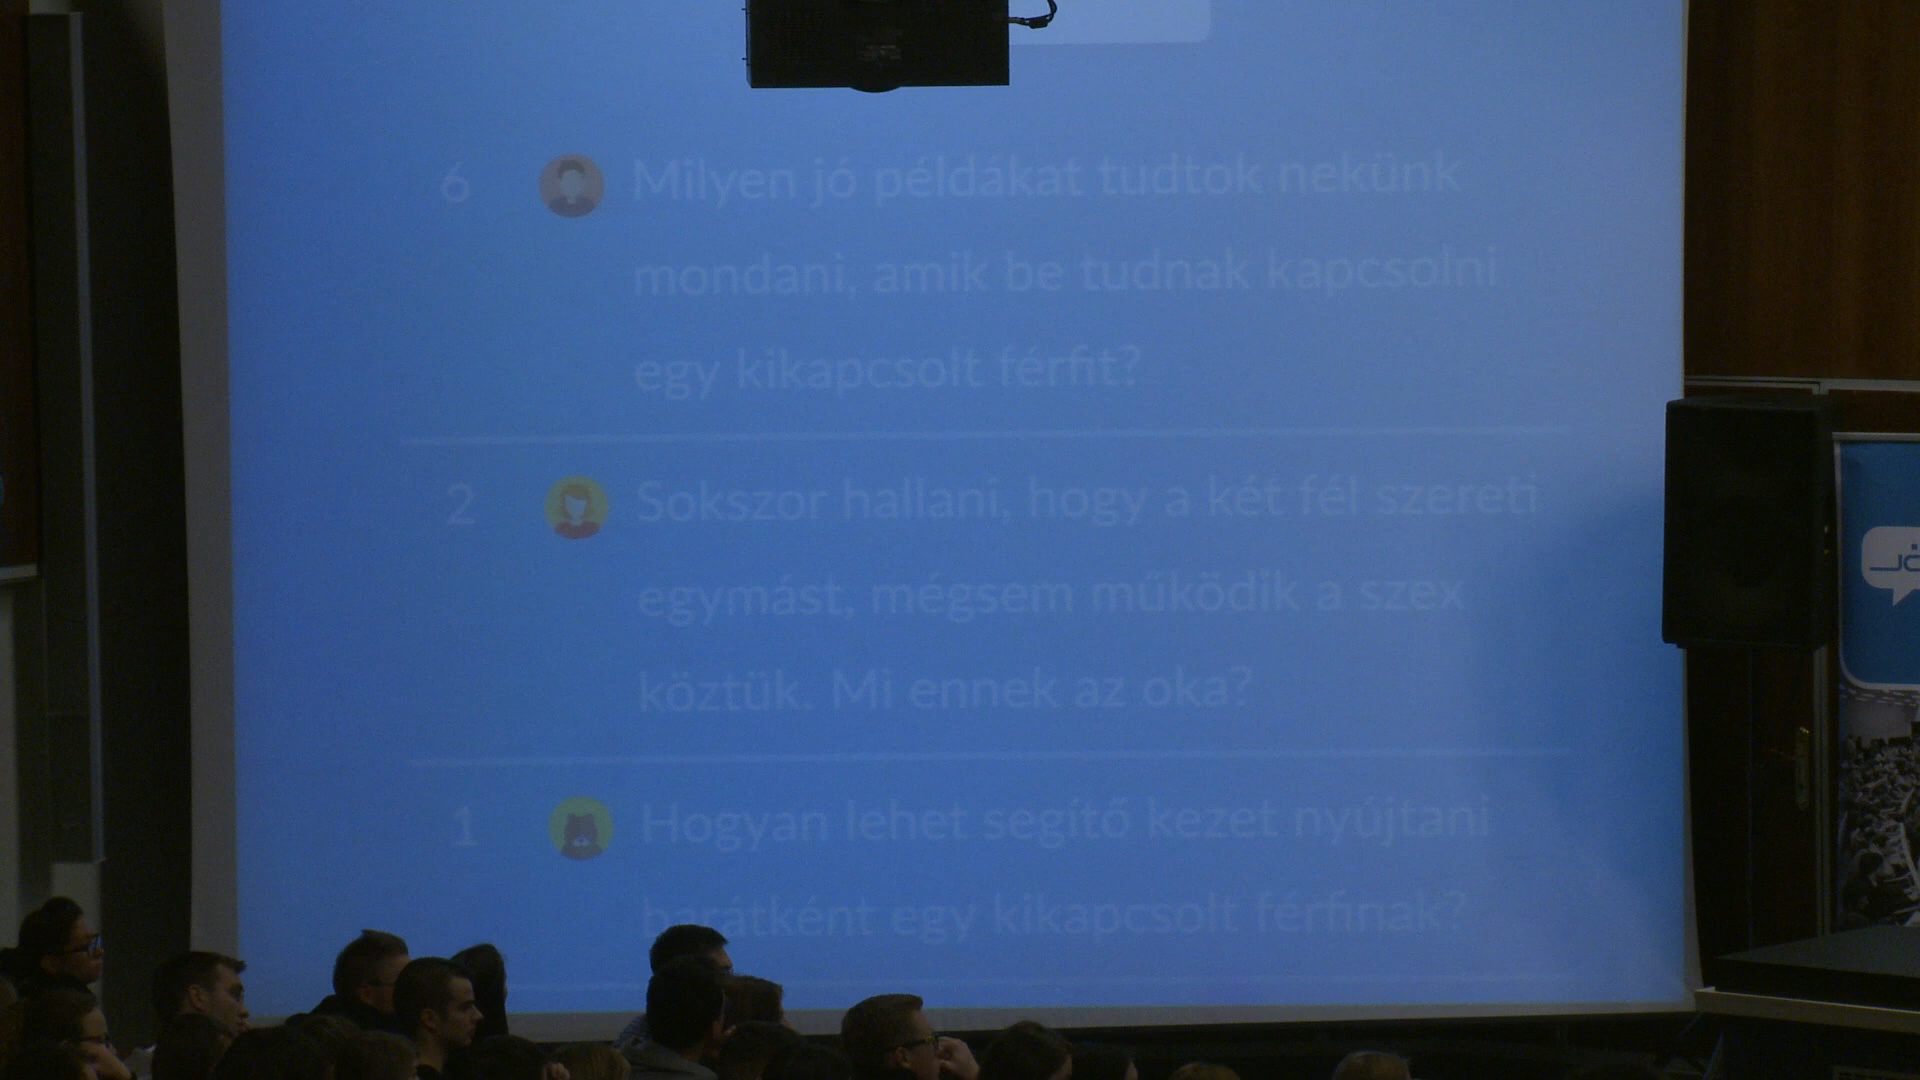 6 Milyen jó példákat tudtok nekünk
mondani, amik be tudnak kapcsolni
egy kikapcsolt férfit?
2 Sokszor hallani, hogy a két fél szereti
egymást, mégsem működik a szex
köztük. Mi ennek az oka?
1 Hogyan lehet segítő kezet nyújtani
barátként egy kikapcsolt férfinak?